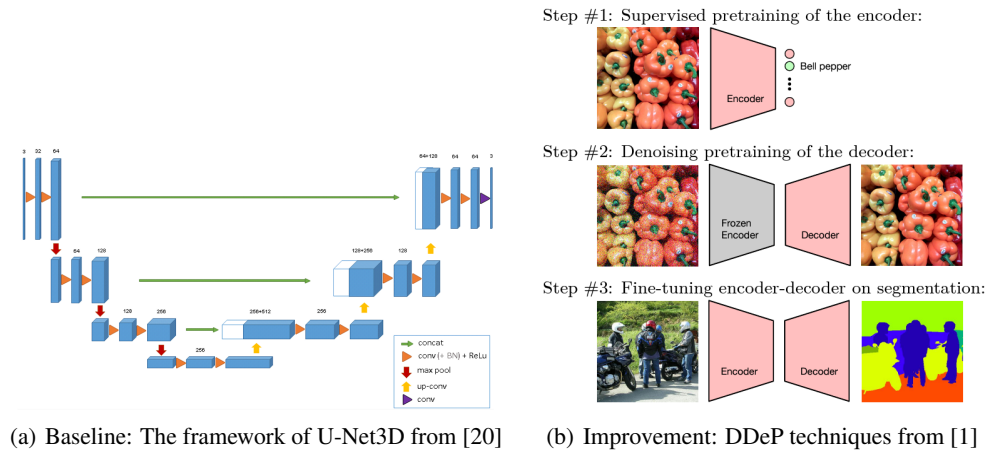 3 32 64
64+128 64 64 3
64 128
128+256 128
128 256
256+512 256
256
concat
conv (+ BN) + ReLu
max pool
up-conv
conv
(a) Baseline: The framework of U-Net3D from [20]
Step #1: Supervised pretraining of the encoder:
Encoder
Bell pepper
Step #2: Denoising pretraining of the decoder:
Frozen
Encoder
Decoder
Step #3: Fine-tuning encoder-decoder on segmentation:
Encoder
Decoder
(b) Improvement: DDeP techniques from [1]